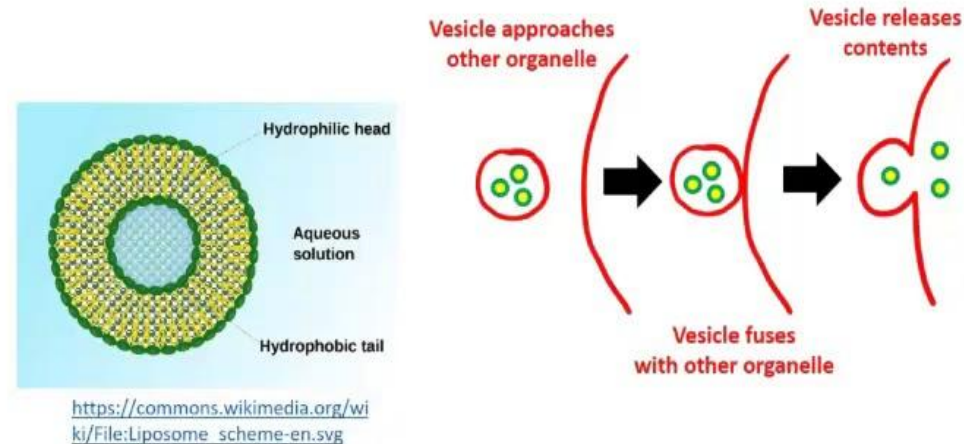 Vesicle approaches
other organelle
Vesicle releases
contents
Hydrophilic head
Aqueous
solution
Hydrophobic tail
Vesicle fuses
with other organelle
https://commons.wikimedia.org/wi
ki/File:Liposome_scheme-en.svg